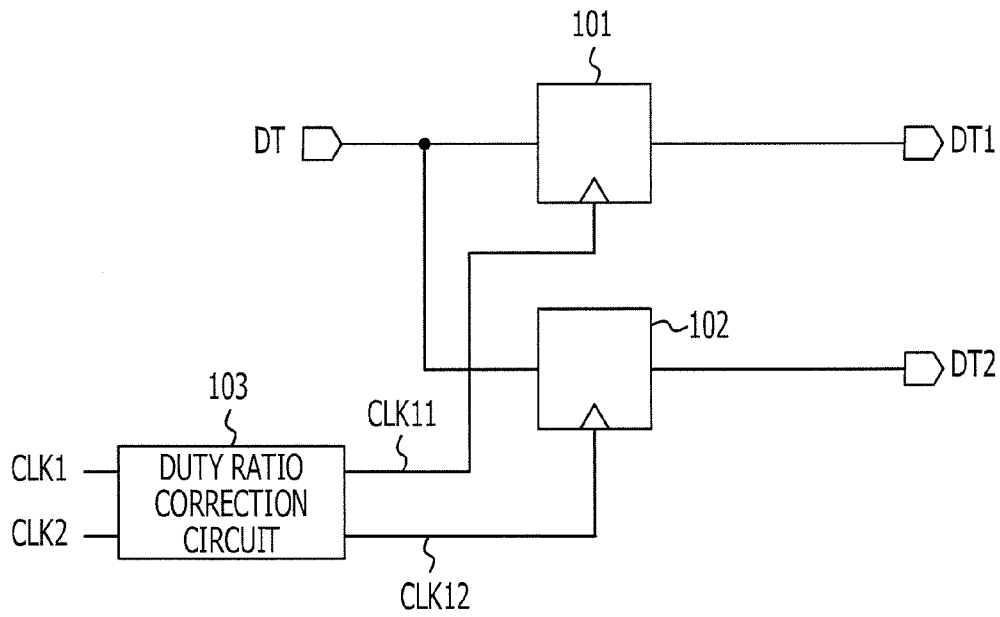 101
DT
DT1
102
DT2
103
CLK11
CLK1
DUTY RATIO
CORRECTION
CIRCUIT
CLK2
CLK12